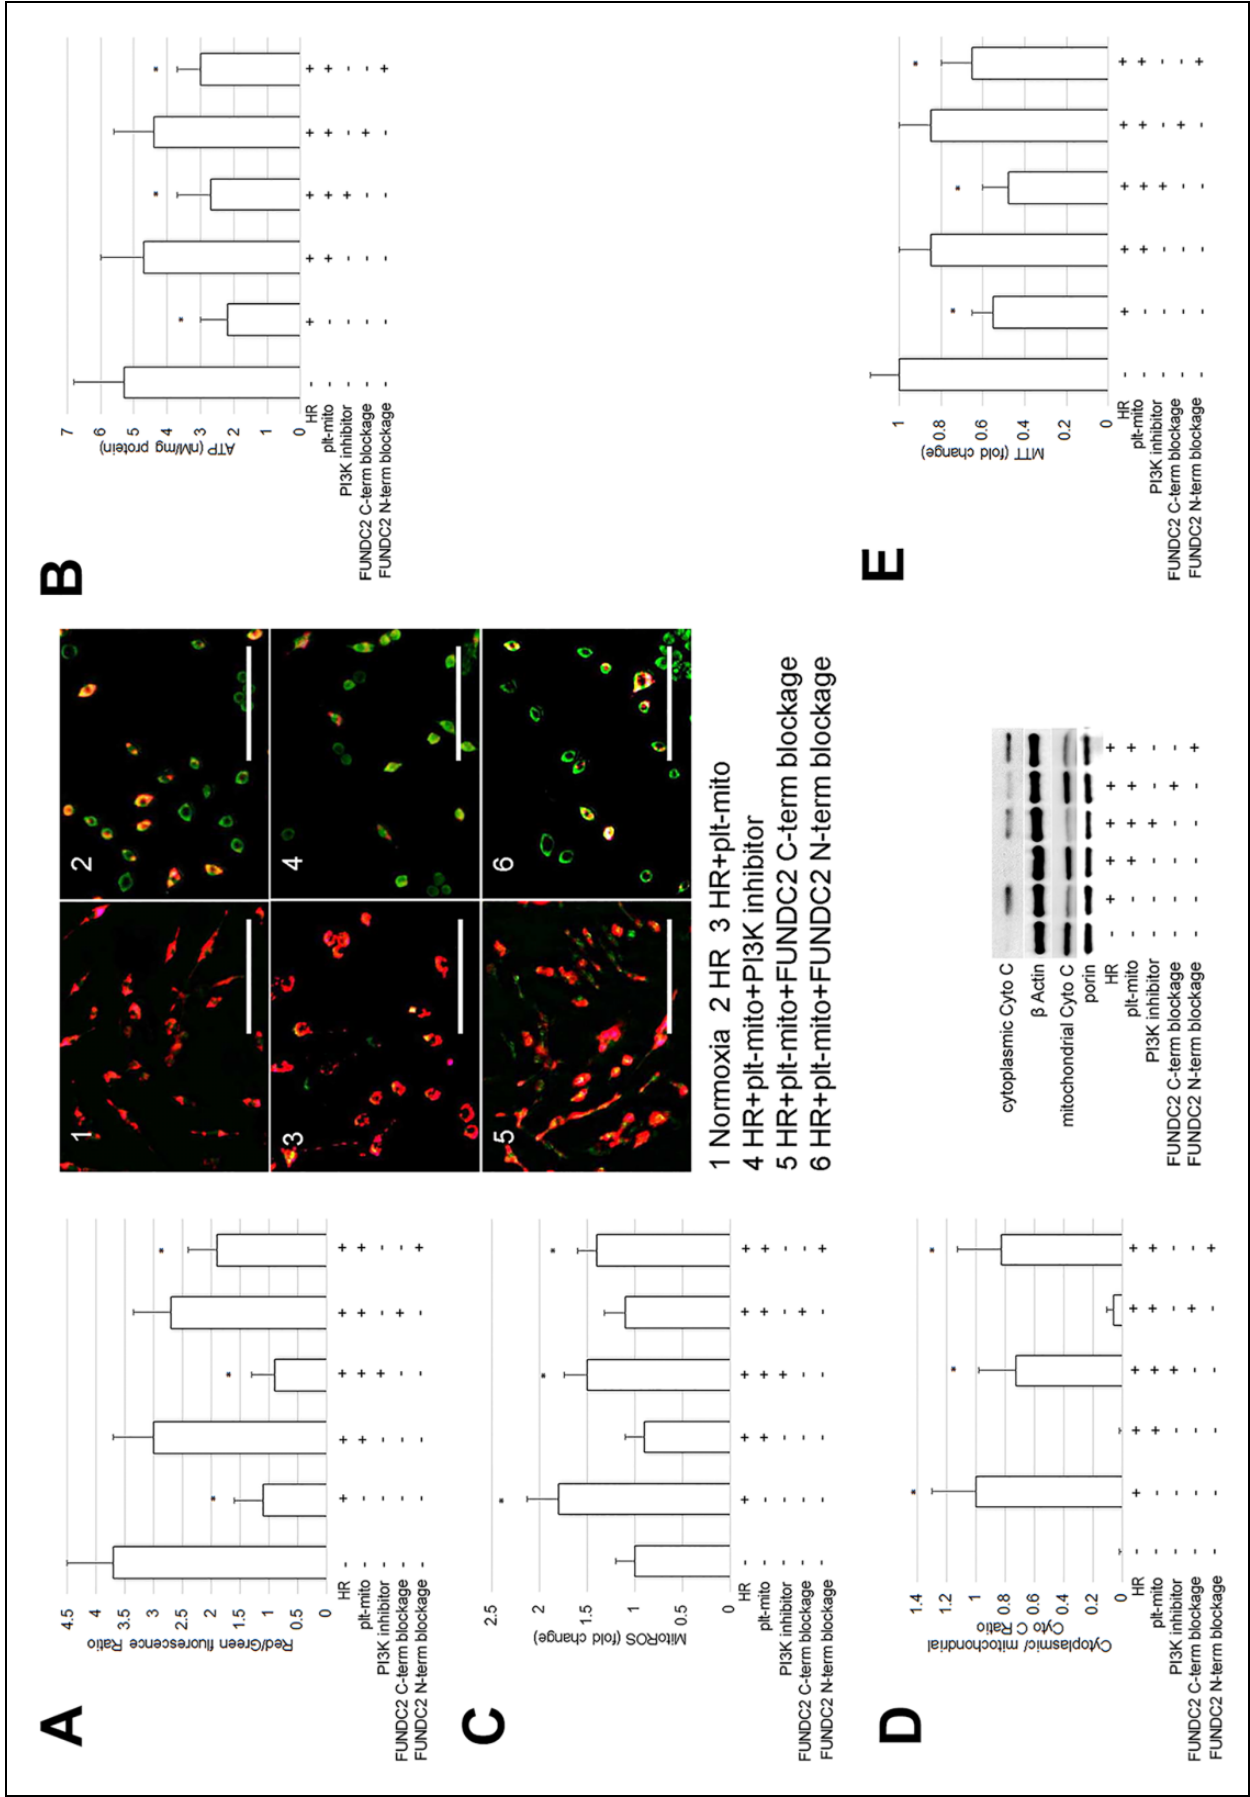 A
Red/Green fluorescence Ratio
4.5
4
3.5
3
2.5
2
1.5
1
0.5
0
* * *
HR - + + + + +
plt-mito - - + + + +
PI3K inhibitor - - - + - -
FUNDC2 C-term blockage - - - - + -
FUNDC2 N-term blockage - - - - - +
1 2
3 4
5 6
1 Normoxia 2 HR 3 HR+plt-mito
4 HR+plt-mito+PI3K inhibitor
5 HR+plt-mito+FUNDC2 C-term blockage
6 HR+plt-mito+FUNDC2 N-term blockage
B
ATP (nM/mg protein)
7
6
5
4
3
2
1
0
* * *
HR - + + + + +
plt-mito - - + + + +
PI3K inhibitor - - - + - -
FUNDC2 C-term blockage - - - - + -
FUNDC2 N-term blockage - - - - - +
C
MitoROS (fold change)
2.5
2
1.5
1
0.5
0
* * *
HR - + + + + +
plt-mito - - + + + +
PI3K inhibitor - - - + - -
FUNDC2 C-term blockage - - - - + -
FUNDC2 N-term blockage - - - - - +
D
Cytoplasmic/ mitochondrial
Cyto C Ratio
1.4
1.2
1
0.8
0.6
0.4
0.2
0
* * *
HR - + + + + +
plt-mito - - + + + +
PI3K inhibitor - - - + - -
FUNDC2 C-term blockage - - - - + -
FUNDC2 N-term blockage - - - - - +
cytoplasmic Cyto C
β Actin
mitochondrial Cyto C
porin
HR - + + + + +
plt-mito - - + + + +
PI3K inhibitor - - - + - -
FUNDC2 C-term blockage - - - - + -
FUNDC2 N-term blockage - - - - - +
E
MTT (fold change)
1
0.8
0.6
0.4
0.2
0
* * *
HR - + + + + +
plt-mito - - + + + +
PI3K inhibitor - - - + - -
FUNDC2 C-term blockage - - - - + -
FUNDC2 N-term blockage - - - - - +